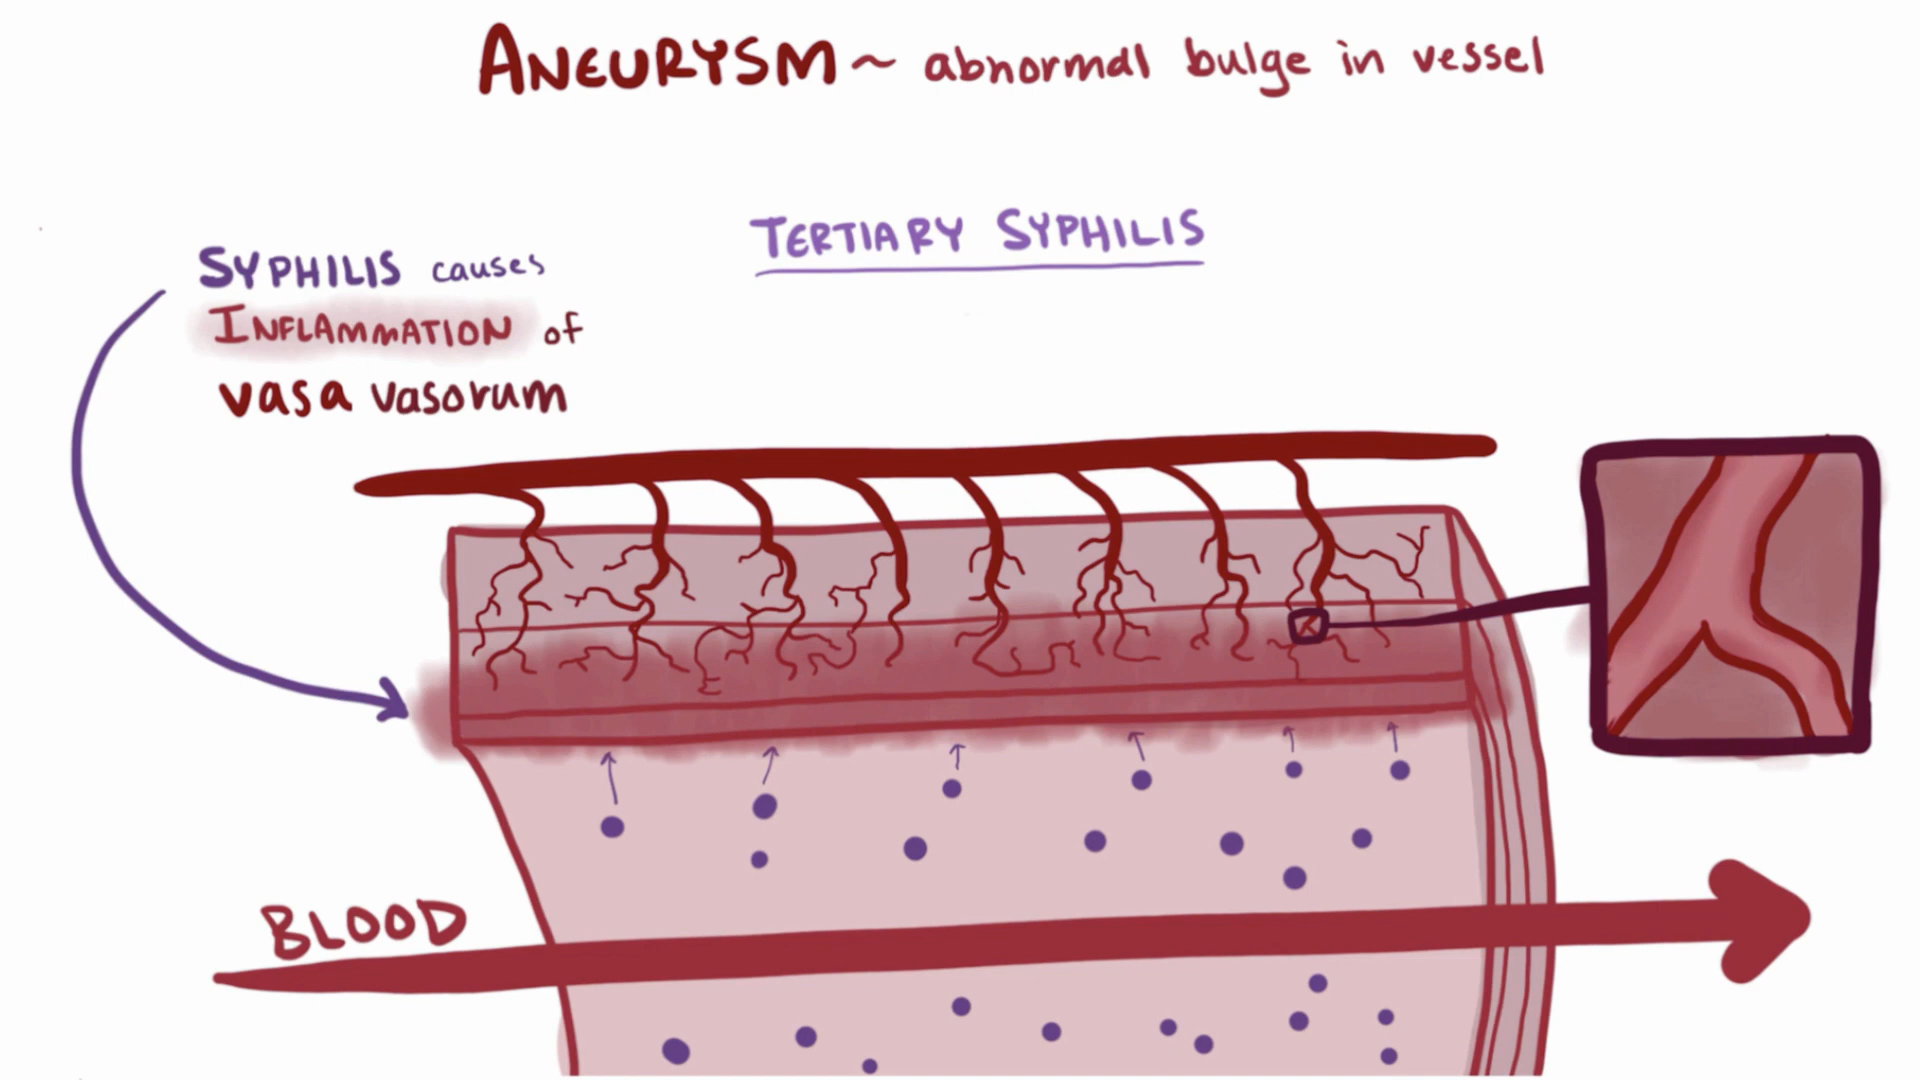 ANEURYSM ~ abnormal bulge in vessel
TERTIARY SYPHILIS
SYPHILIS causes
INFLAMMATION of
vasa vasorum
BLOOD